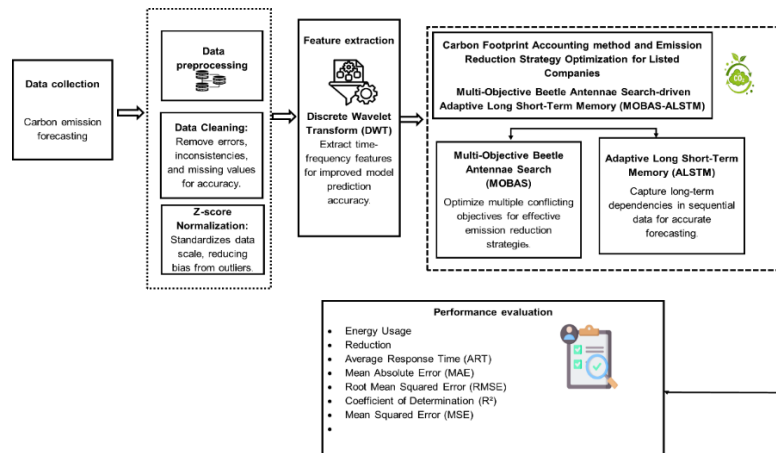 Data collection
Carbon emission
forecasting
Data
preprocessing
Data Cleaning:
Remove errors,
inconsistencies,
and missing values
for accuracy.
Z-score
Normalization:
Standardizes data
scale, reducing
bias from outliers.
Feature extraction
Discrete Wavelet
Transform (DWT)
Extract time-
frequency features
for improved model
prediction
accuracy.
Carbon Footprint Accounting method and Emission
Reduction Strategy Optimization for Listed
Companies
Multi-Objective Beetle Antennae Search-driven
Adaptive Long Short-Term Memory (MOBAS-ALSTM)
CO₂
Multi-Objective Beetle
Antennae Search
(MOBAS)
Optimize multiple conflicting
objectives for effective
emission reduction
strategies.
Adaptive Long Short-Term
Memory (ALSTM)
Capture long-term
dependencies in sequential
data for accurate
forecasting.
Performance evaluation
• Energy Usage
• Reduction
• Average Response Time (ART)
• Mean Absolute Error (MAE)
• Root Mean Squared Error (RMSE)
• Coefficient of Determination (R²)
• Mean Squared Error (MSE)
•